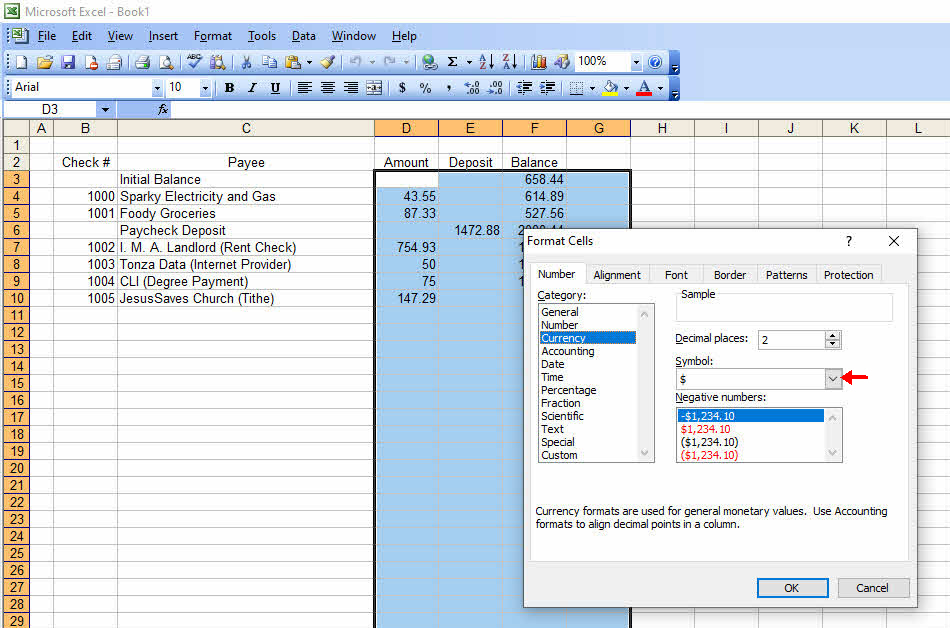 Microsoft Excel - Book1
File Edit View Insert Format Tools Data Window Help
100%
Arial 10 B I U $ % ,
D3 fx
A B C D E F G H I J K L
1
2 Check # Payee Amount Deposit Balance
3 Initial Balance 658.44
4 1000 Sparky Electricity and Gas 43.55 614.89
5 1001 Foody Groceries 87.33 527.56
6 Paycheck Deposit 1472.88
7 1002 I. M. A. Landlord (Rent Check) 754.93
8 1003 Tonza Data (Internet Provider) 50
9 1004 CLI (Degree Payment) 75
10 1005 JesusSaves Church (Tithe) 147.29
11
12
13
14
15
16
17
18
19
20
21
22
23
24
25
26
27
28
29
Format Cells ?
Number Alignment Font Border Patterns Protection
Category:
General
Number
Currency
Accounting
Date
Time
Percentage
Fraction
Scientific
Text
Special
Custom
Sample
Decimal places: 2
Symbol:
$
Negative numbers:
-$1,234.10
$1,234.10
($1,234.10)
($1,234.10)
Currency formats are used for general monetary values. Use Accounting
formats to align decimal points in a column.
OK Cancel